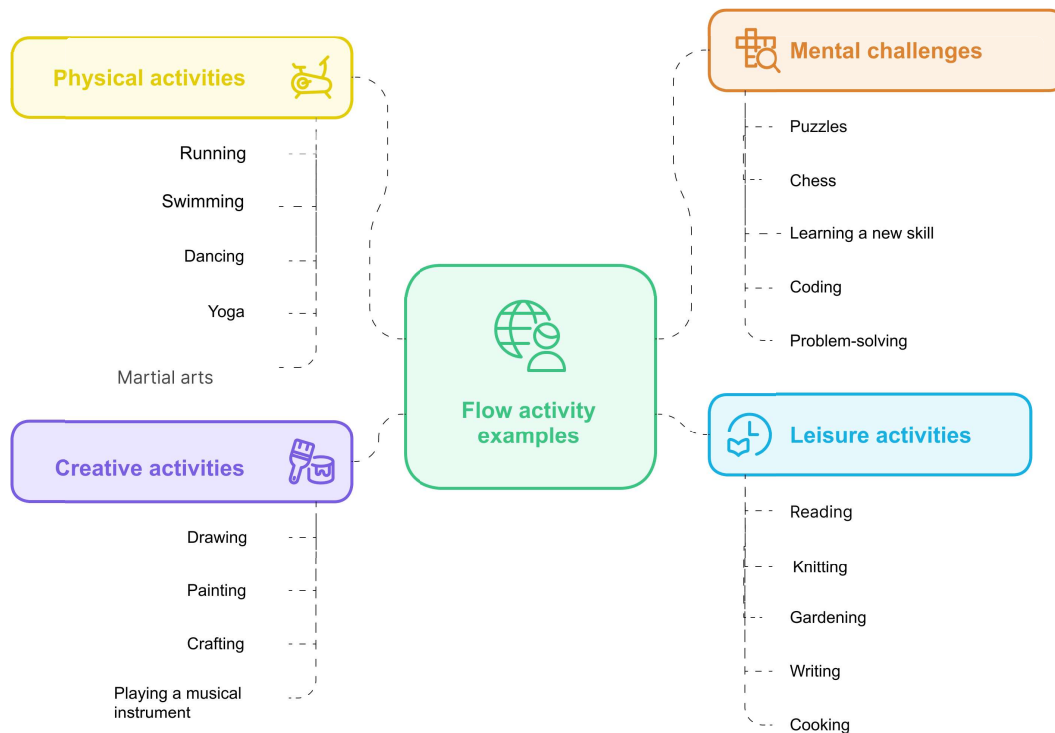 Physical activities
Running
Swimming
Dancing
Yoga
Martial arts
Creative activities
Drawing
Painting
Crafting
Playing a musical
instrument
Flow activity
examples
Mental challenges
Puzzles
Chess
Learning a new skill
Coding
Problem-solving
Leisure activities
Reading
Knitting
Gardening
Writing
Cooking